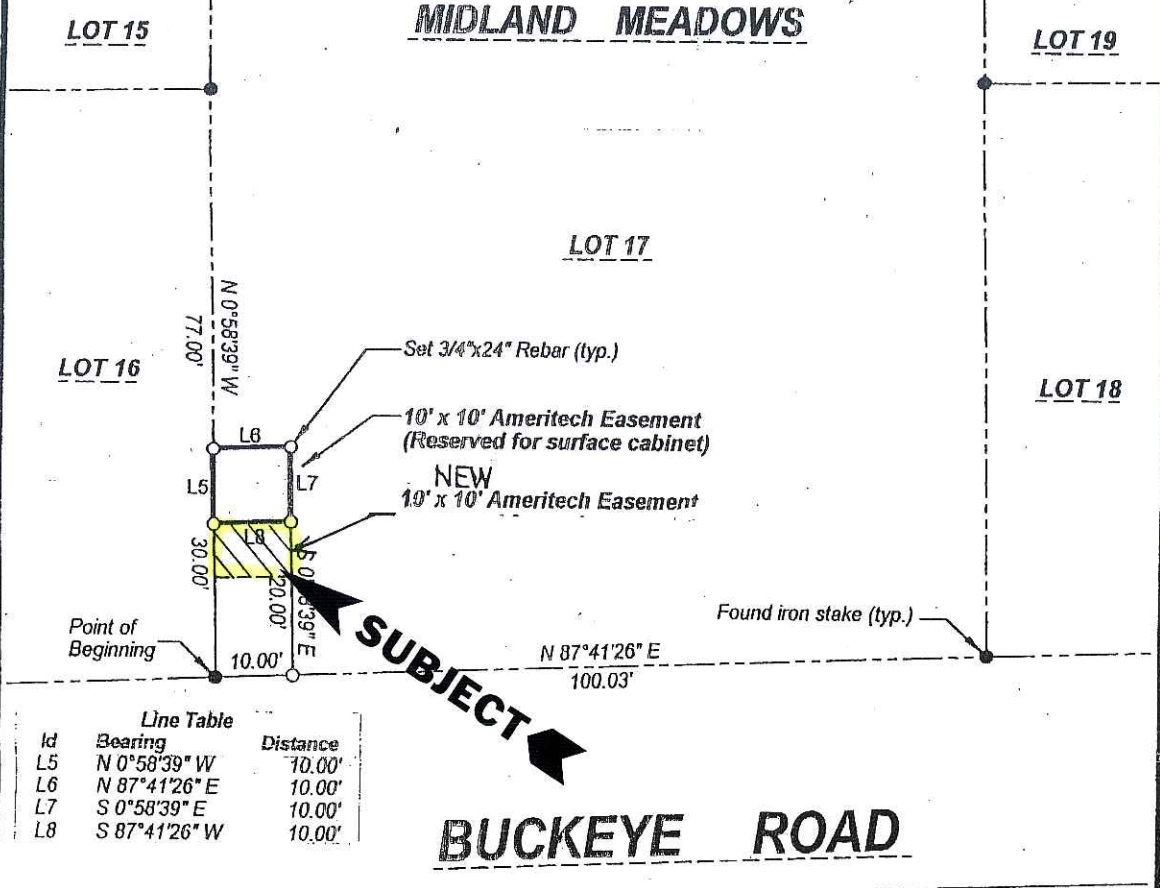 MIDLAND MEADOWS
LOT 15
LOT 19
LOT 17
N 0°58'39" W
77.00'
LOT 16
LOT 18
Set 3/4"x24" Rebar (typ.)
10' x 10' Ameritech Easement
(Reserved for surface cabinet)
NEW
10' x 10' Ameritech Easement
L6
L5
L7
L8
30.00'
20.00'
S 0°58'39" E
Point of
Beginning
10.00'
SUBJECT
Found iron stake (typ.)
N 87°41'26" E
100.03'
Line Table
Id Bearing Distance
L5 N 0°58'39" W 10.00'
L6 N 87°41'26" E 10.00'
L7 S 0°58'39" E 10.00'
L8 S 87°41'26" W 10.00'
BUCKEYE ROAD